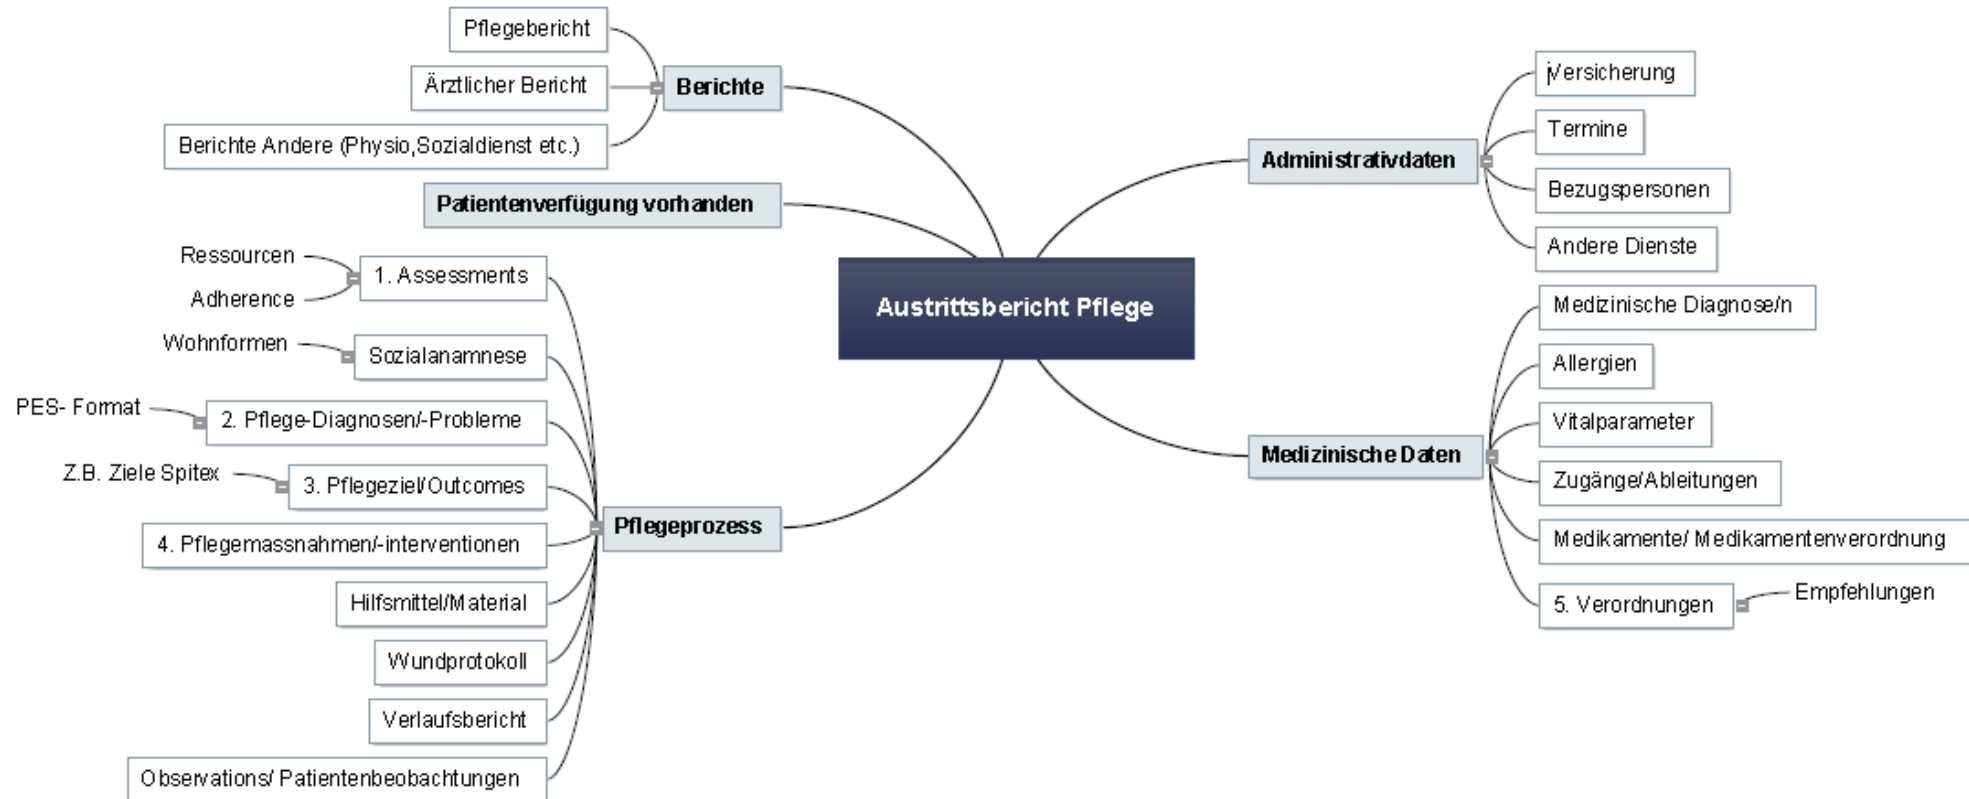 Austrittsbericht Pflege
Berichte
Pflegebericht
Ärztlicher Bericht
Berichte Andere (Physio,Sozialdienst etc.)
Patientenverfügung vorhanden
Pflegeprozess
1. Assessments
Ressourcen
Adherence
Sozialanamnese
Wohnformen
2. Pflege-Diagnosen/-Probleme
PES- Format
3. Pflegeziel/Outcomes
Z.B. Ziele Spitex
4. Pflegemassnahmen/-interventionen
Hilfsmittel/Material
Wundprotokoll
Verlaufsbericht
Observations/ Patientenbeobachtungen
Administrativdaten
Versicherung
Termine
Bezugspersonen
Andere Dienste
Medizinische Daten
Medizinische Diagnose/n
Allergien
Vitalparameter
Zugänge/Ableitungen
Medikamente/ Medikamentenverordnung
5. Verordnungen
Empfehlungen